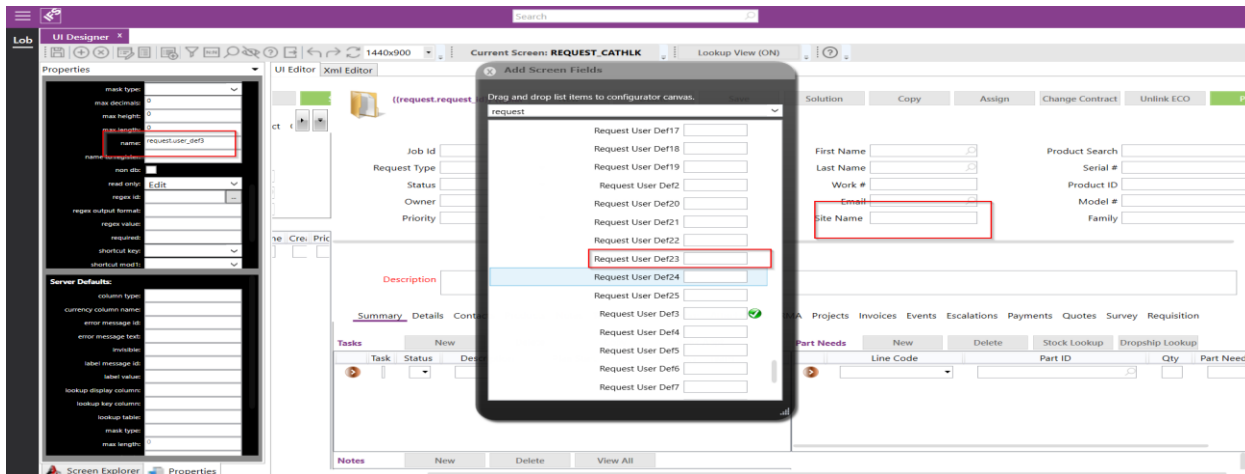 Search
Lob
UI Designer x
1440x900
Current Screen: REQUEST_CATHLK
Lookup View (ON)
Properties
UI Editor
Xml Editor
mask type:
max decimals: 0
max height: 0
max length: 0
name: request.user_def3
name to register:
non db:
read only: Edit
regex id: ...
regex output format:
regex value:
required:
shortcut key:
shortcut mod1:
Server Defaults:
column type:
currency column name:
error message id:
error message text:
invisible:
label message id:
label value:
lookup display column:
lookup key column:
lookup table:
mask type:
max length: 0
Screen Explorer
Properties
Add Screen Fields
Drag and drop list items to configurator canvas.
request
Request User Def17
Request User Def18
Request User Def19
Request User Def2
Request User Def20
Request User Def21
Request User Def22
Request User Def23
Request User Def24
Request User Def25
Request User Def3
Request User Def4
Request User Def5
Request User Def6
Request User Def7
Solution
Copy
Assign
Change Contract
Unlink ECO
Job Id
Request Type
Status
Owner
Priority
First Name
Last Name
Work #
Email
Site Name
Product Search
Serial #
Product ID
Model #
Family
Description
Summary Details
Projects Invoices Events Escalations Payments Quotes Survey Requisition
Tasks
New
Task Status
Part Needs
New
Delete
Stock Lookup
Dropship Lookup
Line Code
Part ID
Qty
Notes
New
Delete
View All